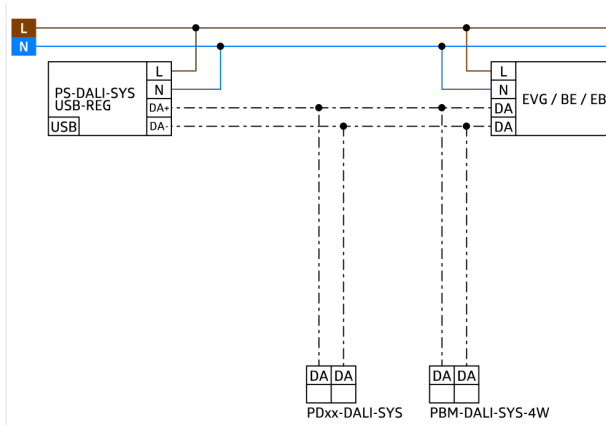 L
N
PS-DALI-SYS
USB-REG
USB
L
N
DA+
DA-
L
N
DA
DA
EVG / BE / EB
DA DA
PDxx-DALI-SYS
DA DA
PBM-DALI-SYS-4W